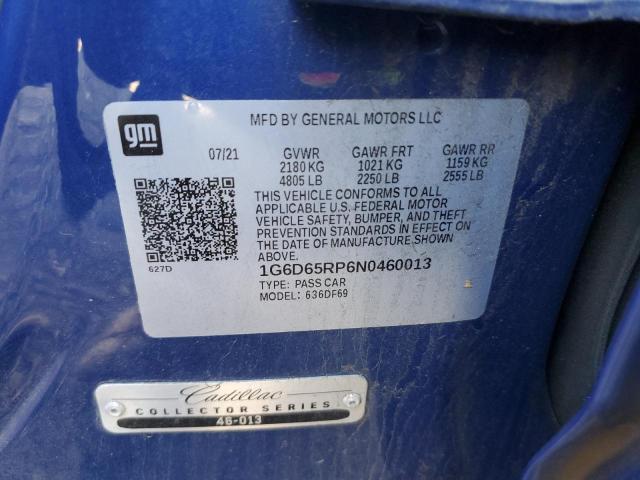 gm
MFD BY GENERAL MOTORS LLC
07/21 GVWR GAWR FRT GAWR RR
2180 KG 1021 KG 1159 KG
4805 LB 2250 LB 2555 LB
THIS VEHICLE CONFORMS TO ALL
APPLICABLE U.S. FEDERAL MOTOR
VEHICLE SAFETY, BUMPER, AND THEFT
PREVENTION STANDARDS IN EFFECT ON
THE DATE OF MANUFACTURE SHOWN
ABOVE.
627D
1G6D65RP6N0460013
TYPE: PASS CAR
MODEL: 636DF69
Cadillac
COLLECTOR SERIES
46-013